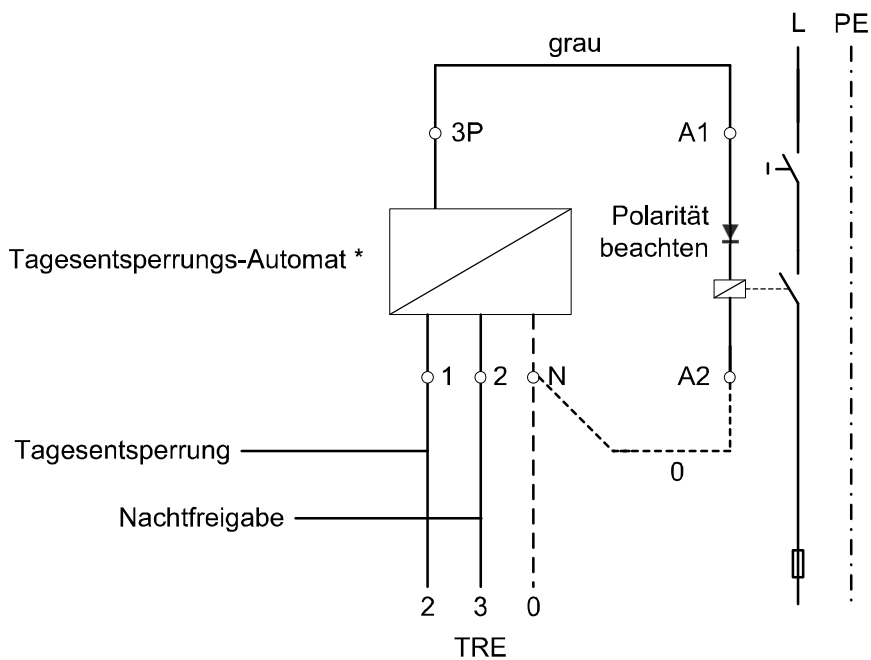 L PE
grau
3P A1
Polarität
beachten
Tagesentsperrungs-Automat *
1 2 N A2
Tagesentsperrung
0
Nachtfreigabe
2 3 0
TRE